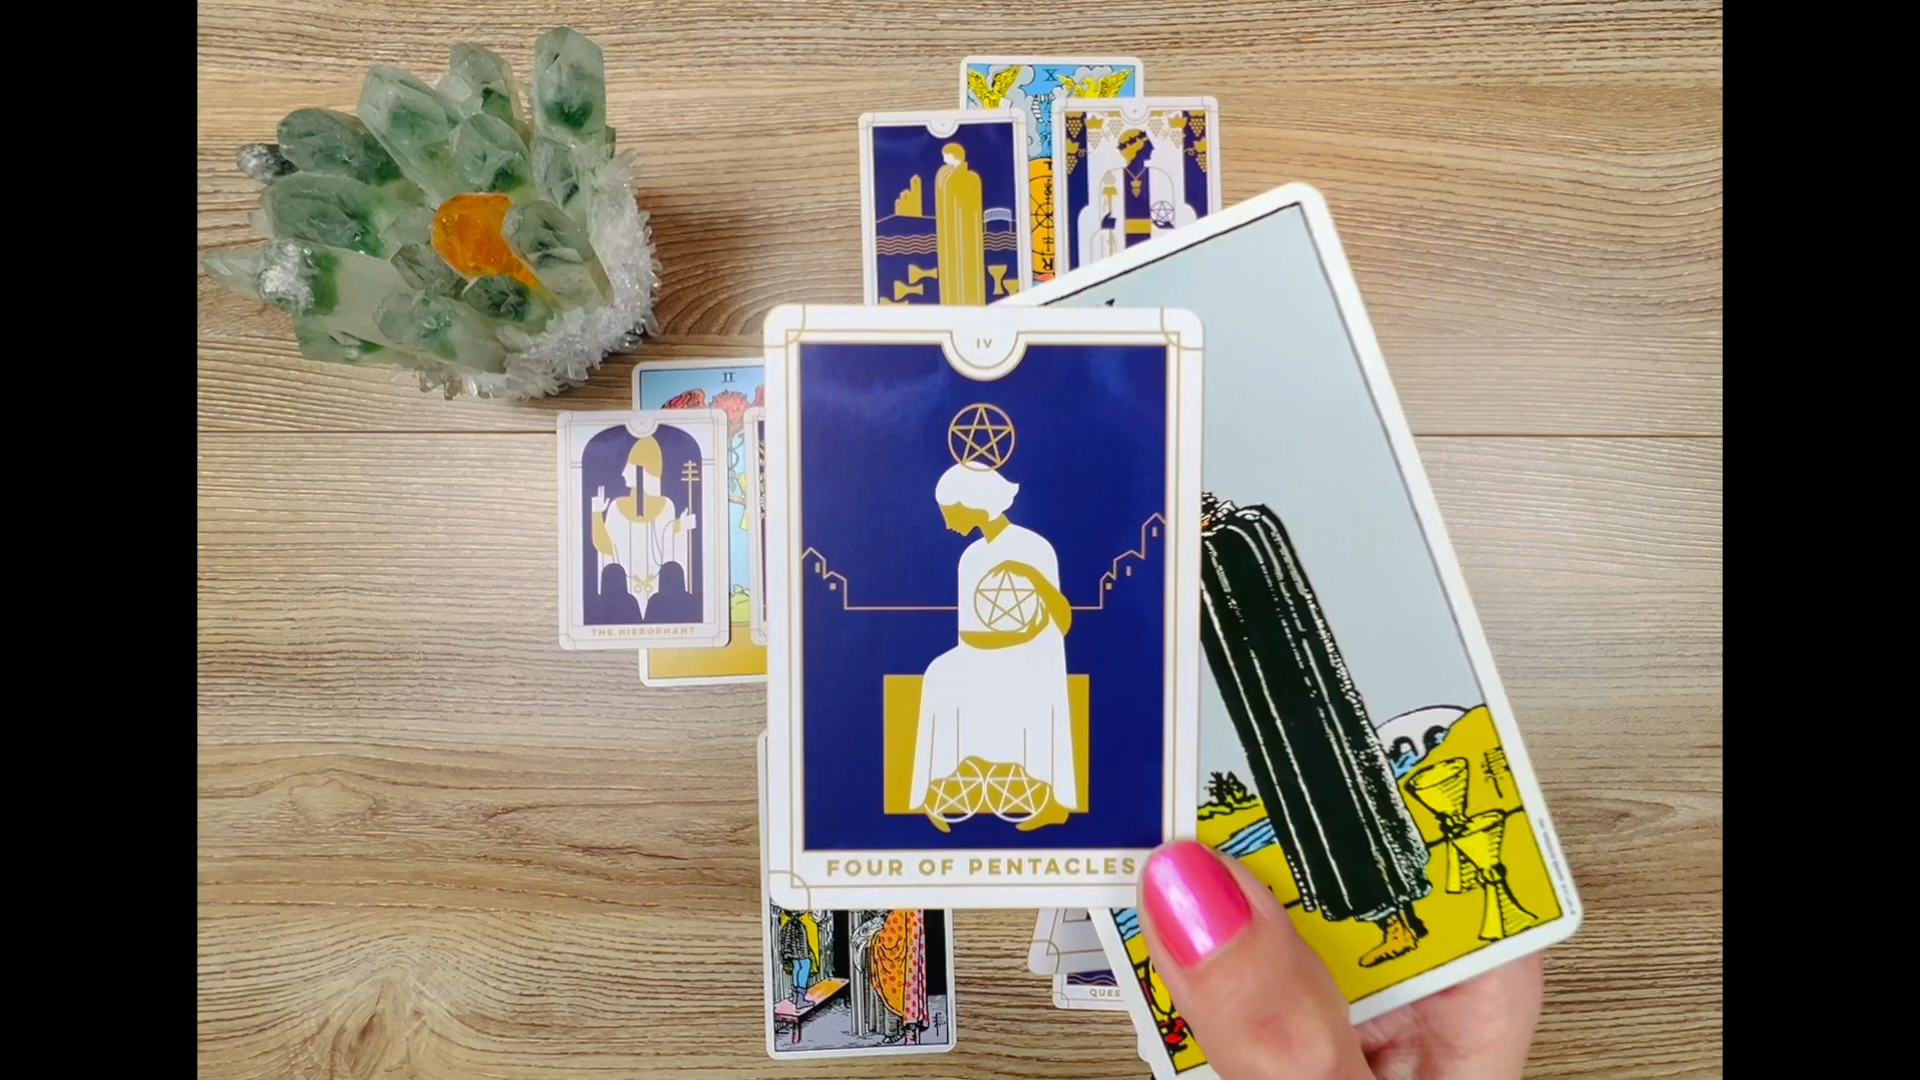 X
IV
II
THE HIEROPHANT
FOUR OF PENTACLES
QUEE